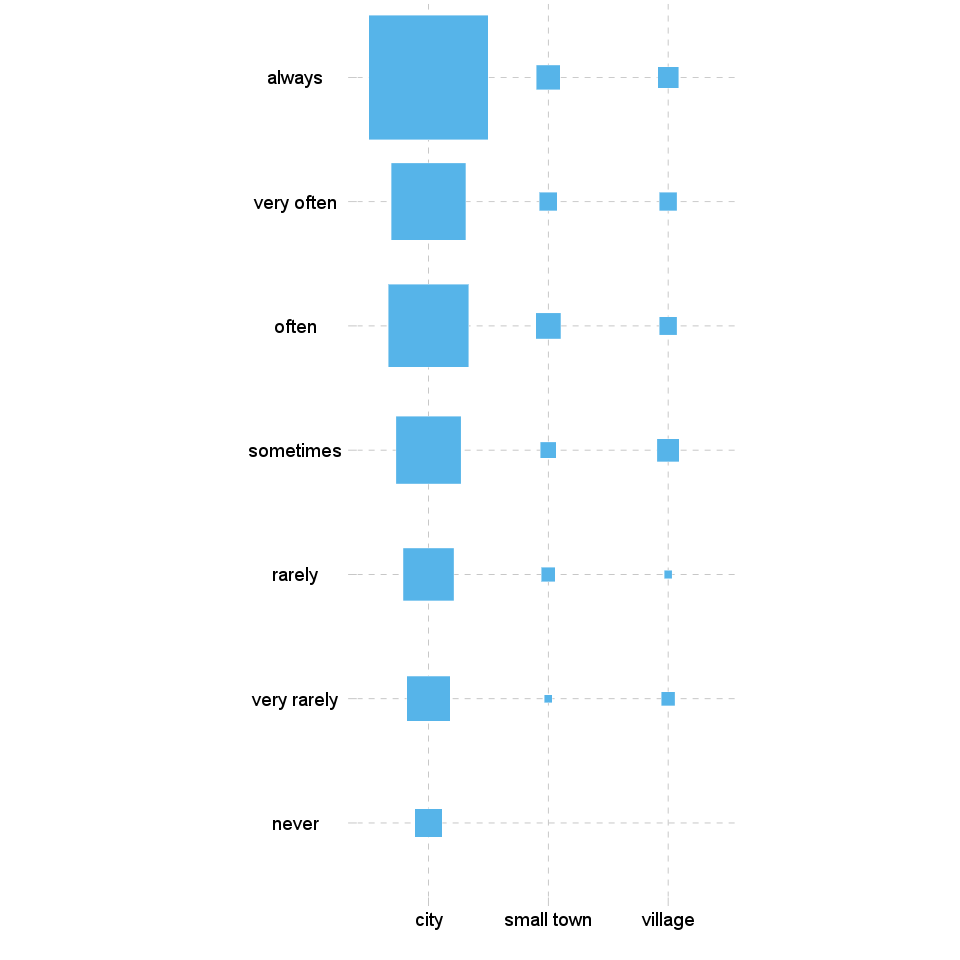 always
very often
often
sometimes
rarely
very rarely
never
city small town village